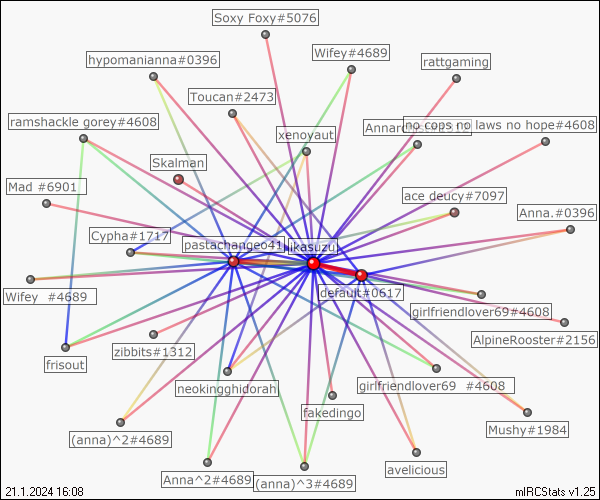 Soxy Foxy#5076
Wifey#4689
hypomanianna#0396
rattgaming
Toucan#2473
ramshackle gorey#4608
xenoyaut
no cops no laws no hope#4608
Skalman
Mad #6901
ace deucy#7097
Anna.#0396
Cypha#1717
pastachangeo41
default#0617
Wifey  #4689
girlfriendlover69#4608
AlpineRooster#2156
zibbits#1312
frisout
neokingghidorah
girlfriendlover69  #4608
fakedingo
Mushy#1984
(anna)^2#4689
avelicious
Anna^2#4689
(anna)^3#4689
21.1.2024 16:08
mIRCStats v1.25